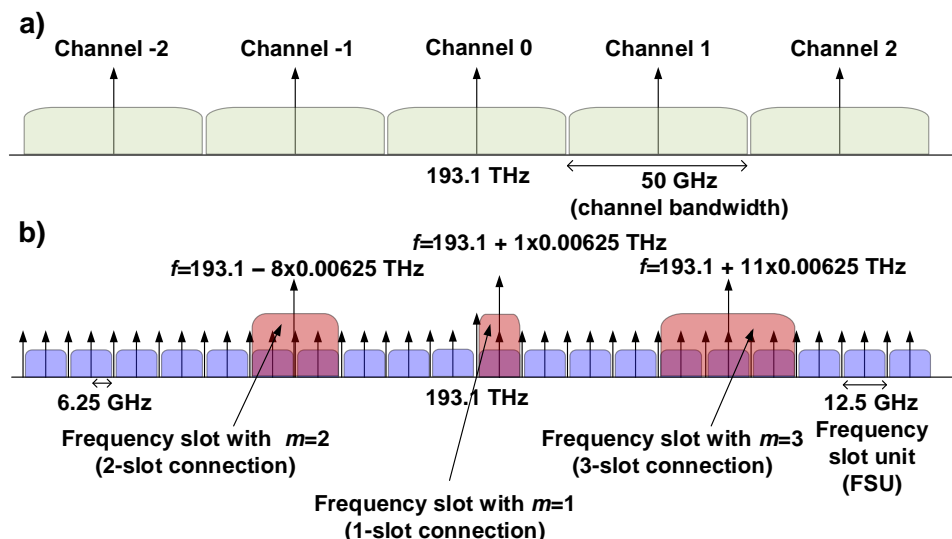 a)
Channel -2
Channel -1
Channel 0
Channel 1
Channel 2
193.1 THz
50 GHz
(channel bandwidth)
b)
f=193.1 – 8x0.00625 THz
f=193.1 + 1x0.00625 THz
f=193.1 + 11x0.00625 THz
6.25 GHz
193.1 THz
12.5 GHz
Frequency
slot unit
(FSU)
Frequency slot with m=2
(2-slot connection)
Frequency slot with m=1
(1-slot connection)
Frequency slot with m=3
(3-slot connection)